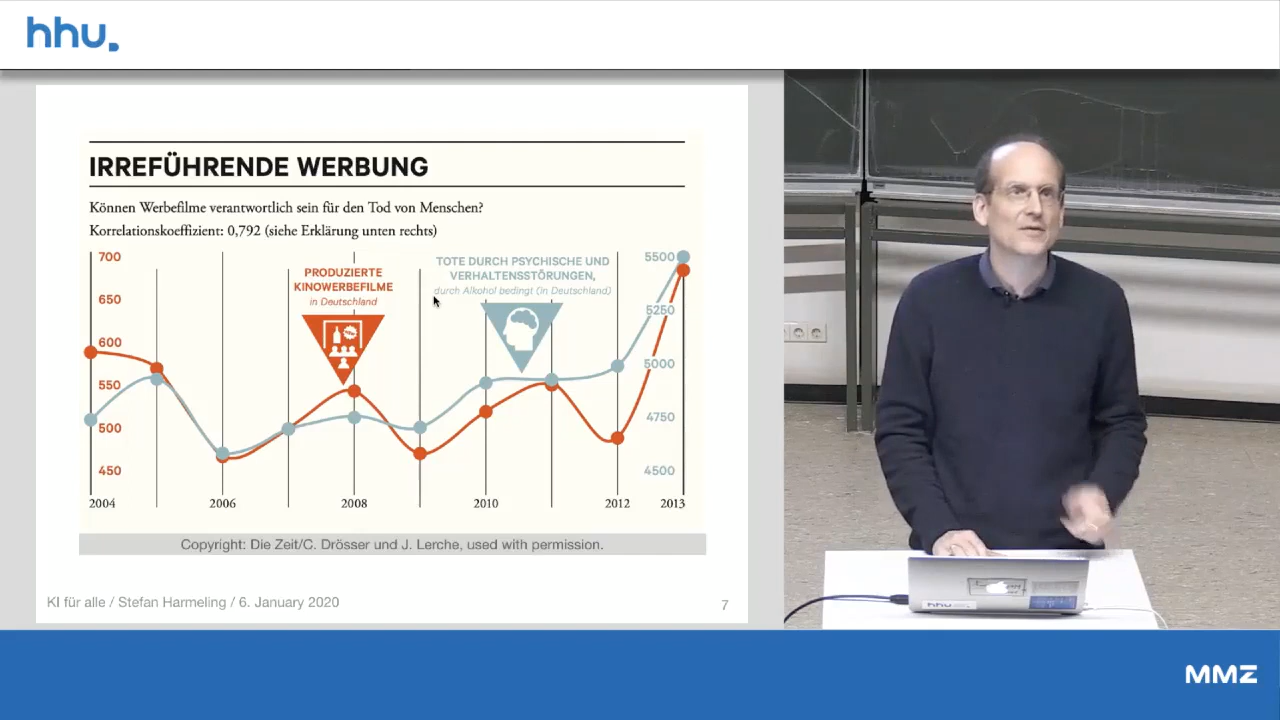 hhu.
IRREFÜHRENDE WERBUNG
Können Werbefilme verantwortlich sein für den Tod von Menschen?
Korrelationskoeffizient: 0,792 (siehe Erklärung unten rechts)
700
650
600
550
500
450
PRODUZIERTE
KINOWERBEFILME
in Deutschland
TOTE DURCH PSYCHISCHE UND
VERHALTENSSTÖRUNGEN,
durch Alkohol bedingt (in Deutschland)
5500
5250
5000
4750
4500
2004
2006
2008
2010
2012
2013
Copyright: Die Zeit/C. Drösser und J. Lerche, used with permission.
KI für alle / Stefan Harmeling / 6. January 2020
7
hhu
MMZ